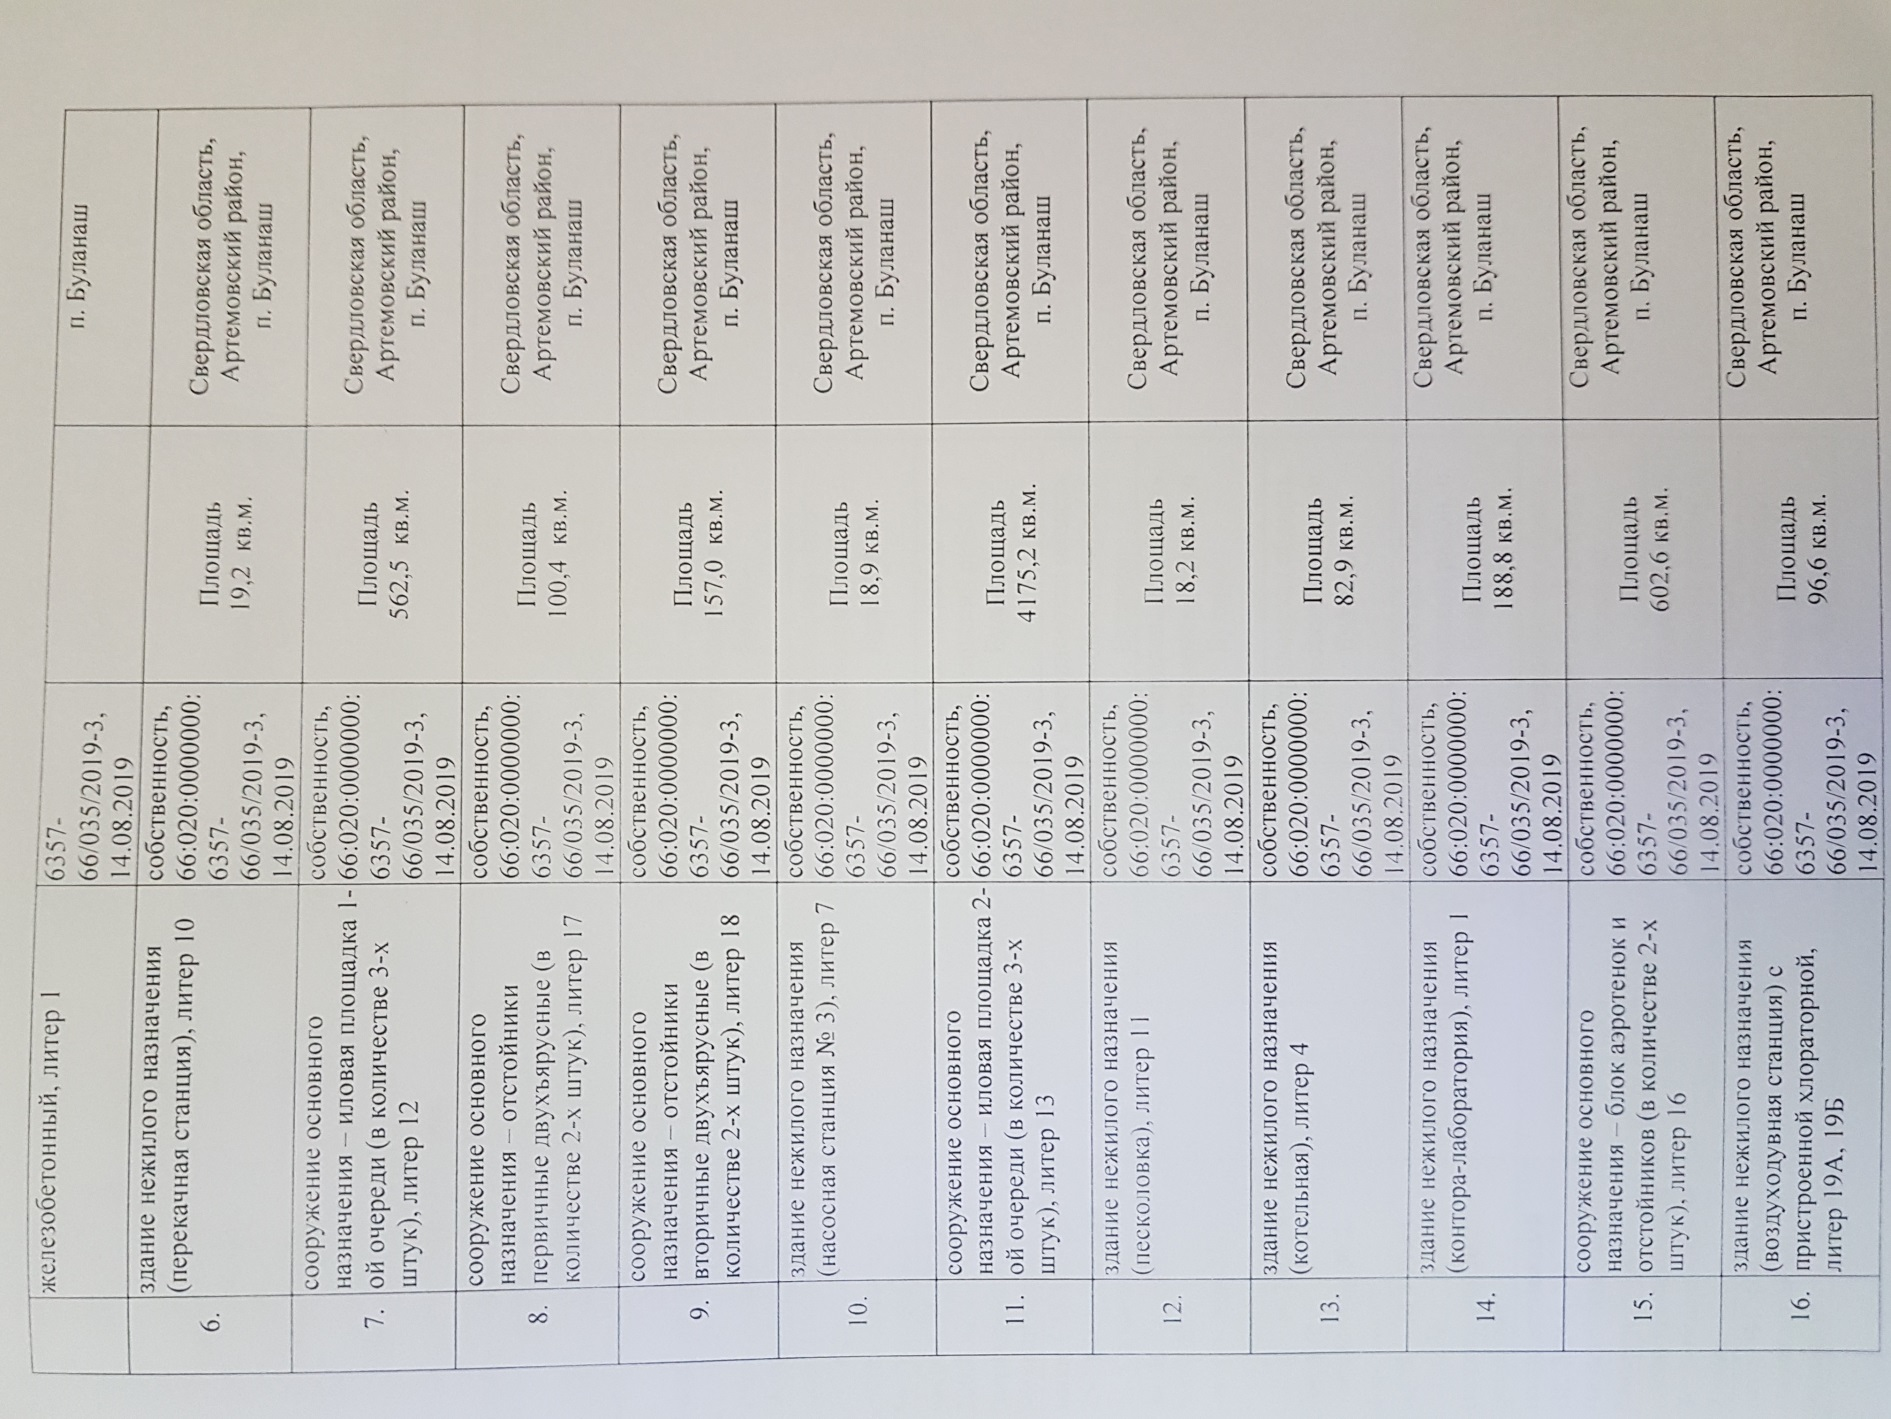 железобетонный, литер 1
6357-
66/035/2019-3,
14.08.2019
п. Буланаш
6.
здание нежилого назначения
(перекачная станция), литер 10
собственность,
66:020:0000000:
6357-
66/035/2019-3,
14.08.2019
Площадь
19,2 кв.м.
Свердловская область,
Артемовский район,
п. Буланаш
7.
сооружение основного
назначения – иловая площадка 1-
ой очереди (в количестве 3-х
штук), литер 12
собственность,
66:020:0000000:
6357-
66/035/2019-3,
14.08.2019
Площадь
562,5 кв.м.
Свердловская область,
Артемовский район,
п. Буланаш
8.
сооружение основного
назначения – отстойники
первичные двухъярусные (в
количестве 2-х штук), литер 17
собственность,
66:020:0000000:
6357-
66/035/2019-3,
14.08.2019
Площадь
100,4 кв.м.
Свердловская область,
Артемовский район,
п. Буланаш
9.
сооружение основного
назначения – отстойники
вторичные двухъярусные (в
количестве 2-х штук), литер 18
собственность,
66:020:0000000:
6357-
66/035/2019-3,
14.08.2019
Площадь
157,0 кв.м.
Свердловская область,
Артемовский район,
п. Буланаш
10.
здание нежилого назначения
(насосная станция № 3), литер 7
собственность,
66:020:0000000:
6357-
66/035/2019-3,
14.08.2019
Площадь
18,9 кв.м.
Свердловская область,
Артемовский район,
п. Буланаш
11.
сооружение основного
назначения – иловая площадка 2-
ой очереди (в количестве 3-х
штук), литер 13
собственность,
66:020:0000000:
6357-
66/035/2019-3,
14.08.2019
Площадь
4175,2 кв.м.
Свердловская область,
Артемовский район,
п. Буланаш
12.
здание нежилого назначения
(песколовка), литер 11
собственность,
66:020:0000000:
6357-
66/035/2019-3,
14.08.2019
Площадь
18,2 кв.м.
Свердловская область,
Артемовский район,
п. Буланаш
13.
здание нежилого назначения
(котельная), литер 4
собственность,
66:020:0000000:
6357-
66/035/2019-3,
14.08.2019
Площадь
82,9 кв.м.
Свердловская область,
Артемовский район,
п. Буланаш
14.
здание нежилого назначения
(контора-лаборатория), литер 1
собственность,
66:020:0000000:
6357-
66/035/2019-3,
14.08.2019
Площадь
188,8 кв.м.
Свердловская область,
Артемовский район,
п. Буланаш
15.
сооружение основного
назначения – блок аэротенок и
отстойников (в количестве 2-х
штук), литер 16
собственность,
66:020:0000000:
6357-
66/035/2019-3,
14.08.2019
Площадь
602,6 кв.м.
Свердловская область,
Артемовский район,
п. Буланаш
16.
здание нежилого назначения
(воздуходувная станция) с
пристроенной хлораторной,
литер 19А, 19Б
собственность,
66:020:0000000:
6357-
66/035/2019-3,
14.08.2019
Площадь
96,6 кв.м.
Свердловская область,
Артемовский район,
п. Буланаш